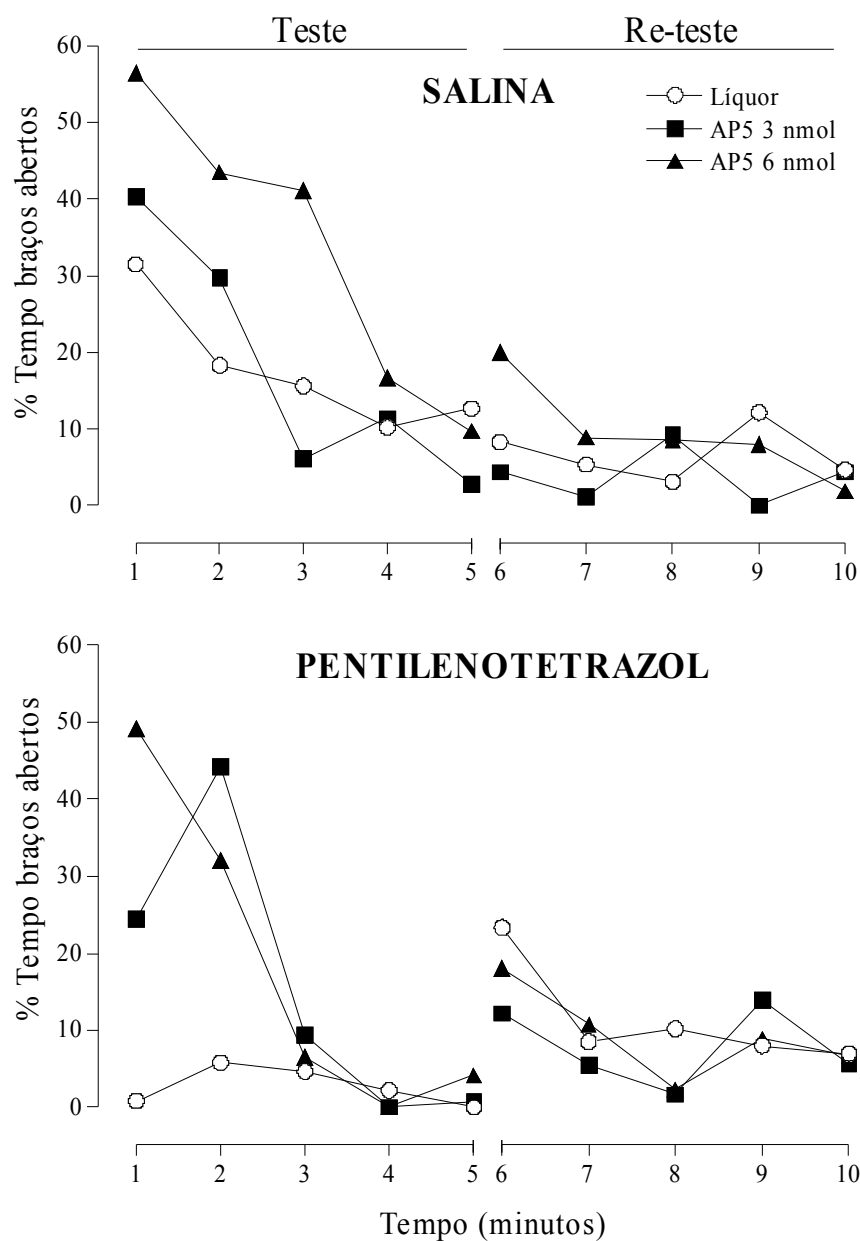 Teste Re-teste
SALINA
Líquor
AP5 3 nmol
AP5 6 nmol
% Tempo braços abertos
60
50
40
30
20
10
0
1 2 3 4 5 6 7 8 9 10
PENTILENOTETRAZOL
% Tempo braços abertos
60
50
40
30
20
10
0
1 2 3 4 5 6 7 8 9 10
Tempo (minutos)